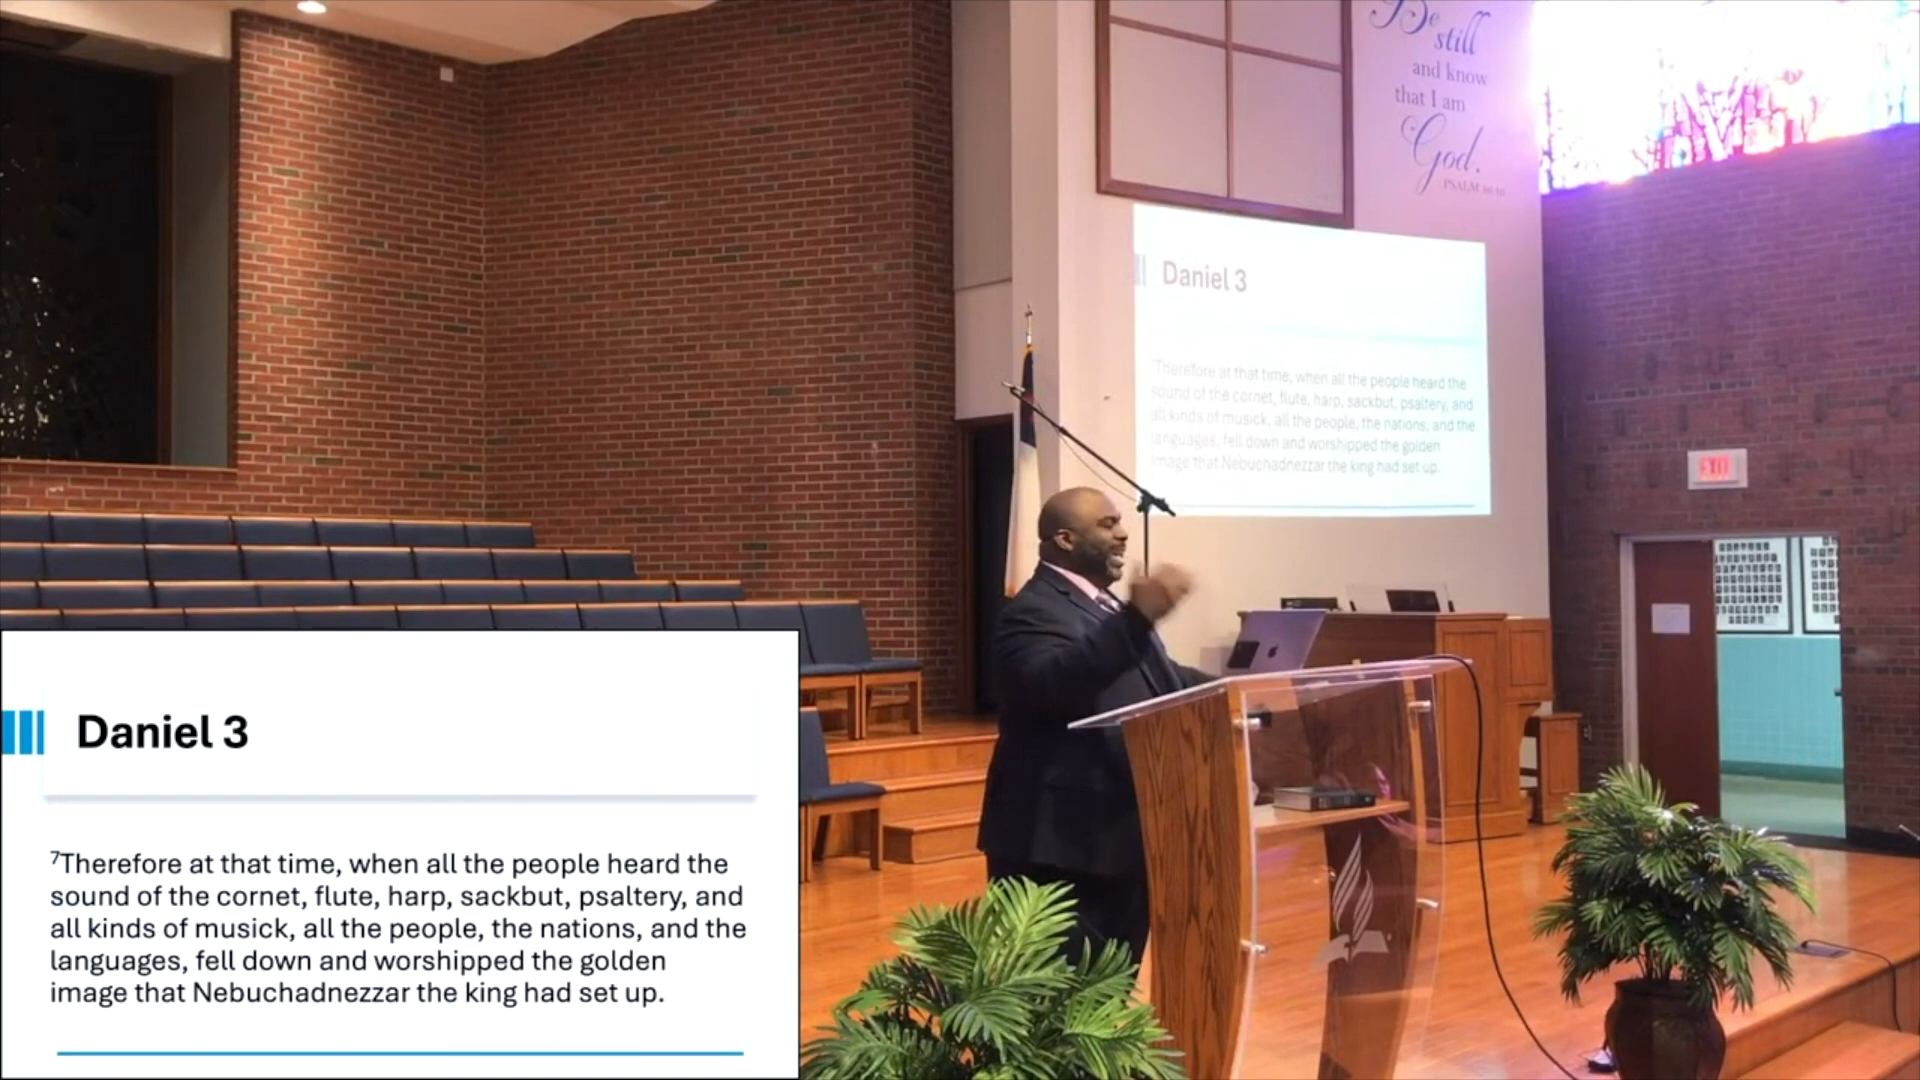 Be
still
and know
that I am
God.
PSALM 46:10
Daniel 3
Therefore at that time, when all the people heard the
sound of the cornet, flute, harp, sackbut, psaltery, and
all kinds of musick, all the people, the nations, and the
languages, fell down and worshipped the golden
image that Nebuchadnezzar the king had set up.
EXIT
Daniel 3
⁷Therefore at that time, when all the people heard the
sound of the cornet, flute, harp, sackbut, psaltery, and
all kinds of musick, all the people, the nations, and the
languages, fell down and worshipped the golden
image that Nebuchadnezzar the king had set up.